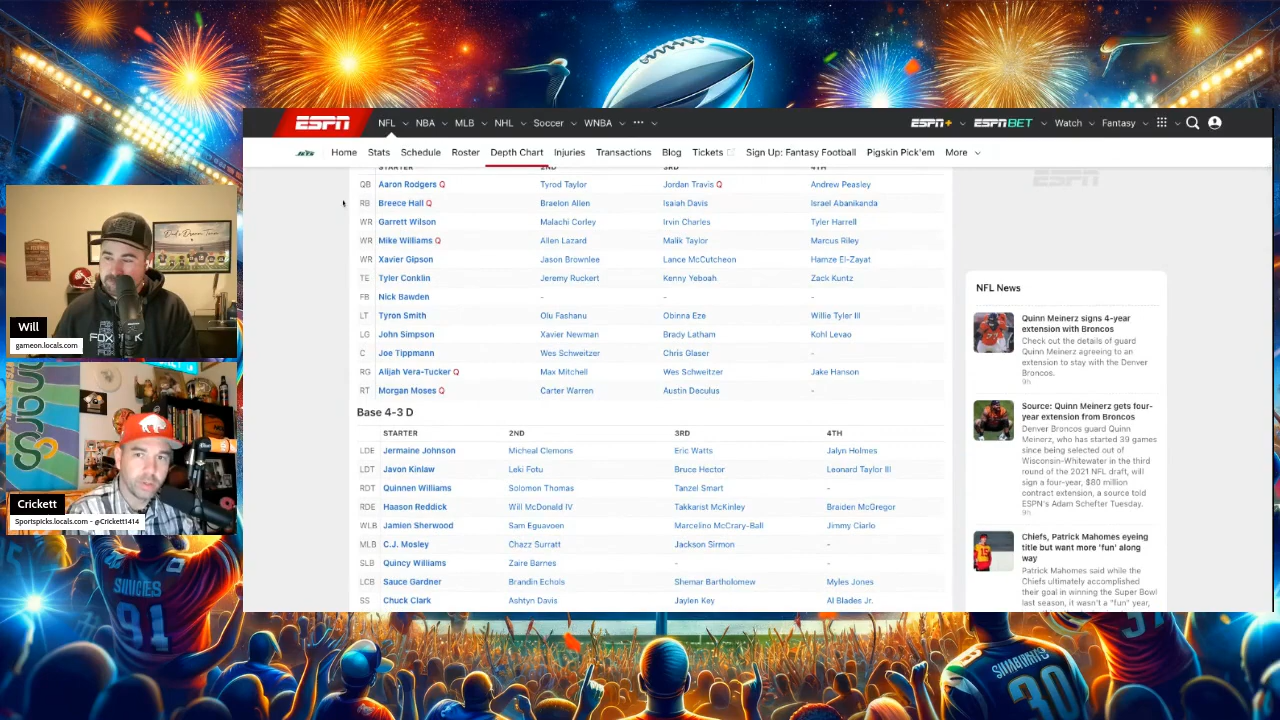 ESPN NFL NBA MLB NHL Soccer WNBA ••• ESPN+ ESPN BET Watch Fantasy
JETS Home Stats Schedule Roster Depth Chart Injuries Transactions Blog Tickets Sign Up: Fantasy Football Pigskin Pick'em More
STARTER 2ND 3RD 4TH
QB Aaron Rodgers Q Tyrod Taylor Jordan Travis Q Andrew Peasley
RB Breece Hall Q Braelon Allen Isaiah Davis Israel Abanikanda
WR Garrett Wilson Malachi Corley Irvin Charles Tyler Harrell
WR Mike Williams Q Allen Lazard Malik Taylor Marcus Riley
WR Xavier Gipson Jason Brownlee Lance McCutcheon Hamze El-Zayat
TE Tyler Conklin Jeremy Ruckert Kenny Yeboah Zack Kuntz
FB Nick Bawden - - -
LT Tyron Smith Olu Fashanu Obinna Eze Willie Tyler III
LG John Simpson Xavier Newman Brady Latham Kohl Levao
C Joe Tippmann Wes Schweitzer Chris Glaser -
RG Alijah Vera-Tucker Q Max Mitchell Wes Schweitzer Jake Hanson
RT Morgan Moses Q Carter Warren Austin Deculus -
Base 4-3 D
STARTER 2ND 3RD 4TH
LDE Jermaine Johnson Micheal Clemons Eric Watts Jalyn Holmes
LDT Javon Kinlaw Leki Fotu Bruce Hector Leonard Taylor III
RDT Quinnen Williams Solomon Thomas Tanzel Smart -
RDE Haason Reddick Will McDonald IV Takkarist McKinley Braiden McGregor
WLB Jamien Sherwood Sam Eguavoen Marcelino McCrary-Ball Jimmy Ciarlo
MLB C.J. Mosley Chazz Surratt Jackson Sirmon -
SLB Quincy Williams Zaire Barnes - -
LCB Sauce Gardner Brandin Echols Shemar Bartholomew Myles Jones
SS Chuck Clark Ashtyn Davis Jaylen Key Al Blades Jr.
ESPN
NFL News
Quinn Meinerz signs 4-year
extension with Broncos
Check out the details of guard
Quinn Meinerz agreeing to an
extension to stay with the Denver
Broncos.
9h
Source: Quinn Meinerz gets four-
year extension from Broncos
Denver Broncos guard Quinn
Meinerz, who has started 39 games
since being selected out of
Wisconsin-Whitewater in the third
round of the 2021 NFL draft, will
sign a four-year, $80 million
contract extension, a source told
ESPN's Adam Schefter Tuesday.
9h
Chiefs, Patrick Mahomes eyeing
title but want more 'fun' along
way
Patrick Mahomes said while the
Chiefs ultimately accomplished
their goal in winning the Super Bowl
last season, it wasn't a "fun" year,
Will
gameon.locals.com
Crickett
Sportspicks.locals.com - @Crickett1414
SWICIES
91
SWABORITS
30